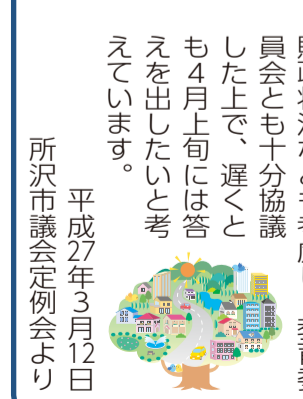 員会とも十分協議
した上で、遅くと
も4月上旬には答
えを出したいと考
えています。
平成27年3月12日
所沢市議会定例会より